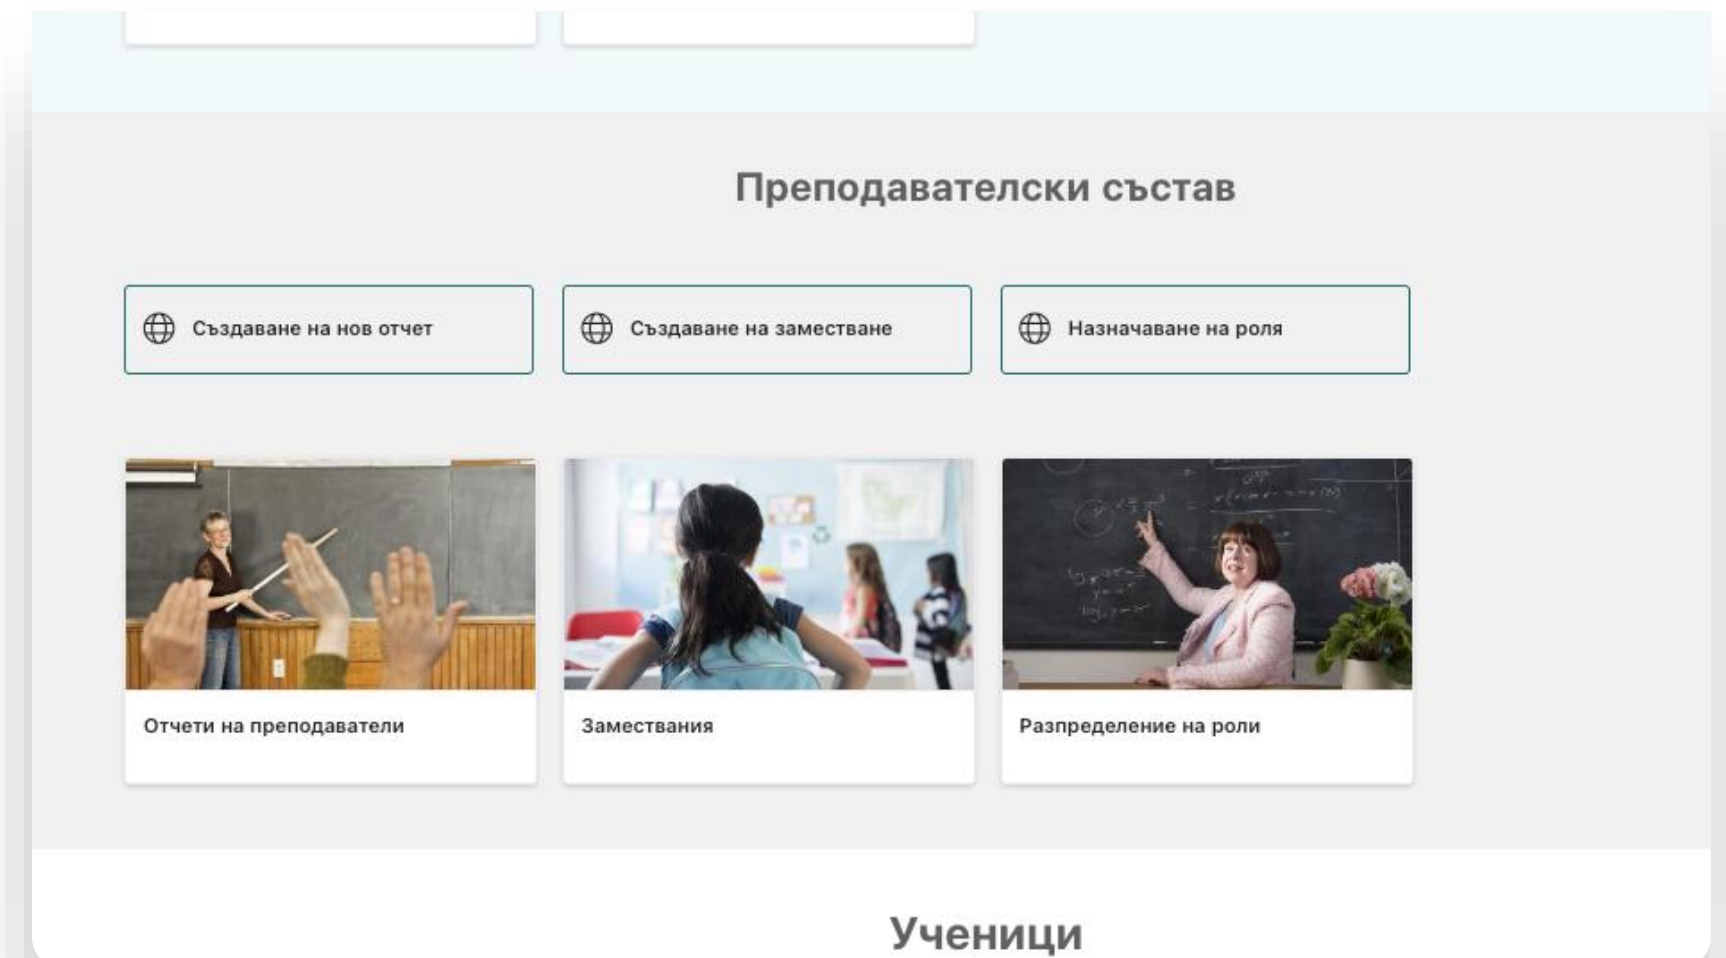 Преподавателски състав
Създаване на нов отчет
Създаване на заместване
Назначаване на роля
Отчети на преподаватели
Замествания
Разпределение на роли
Ученици